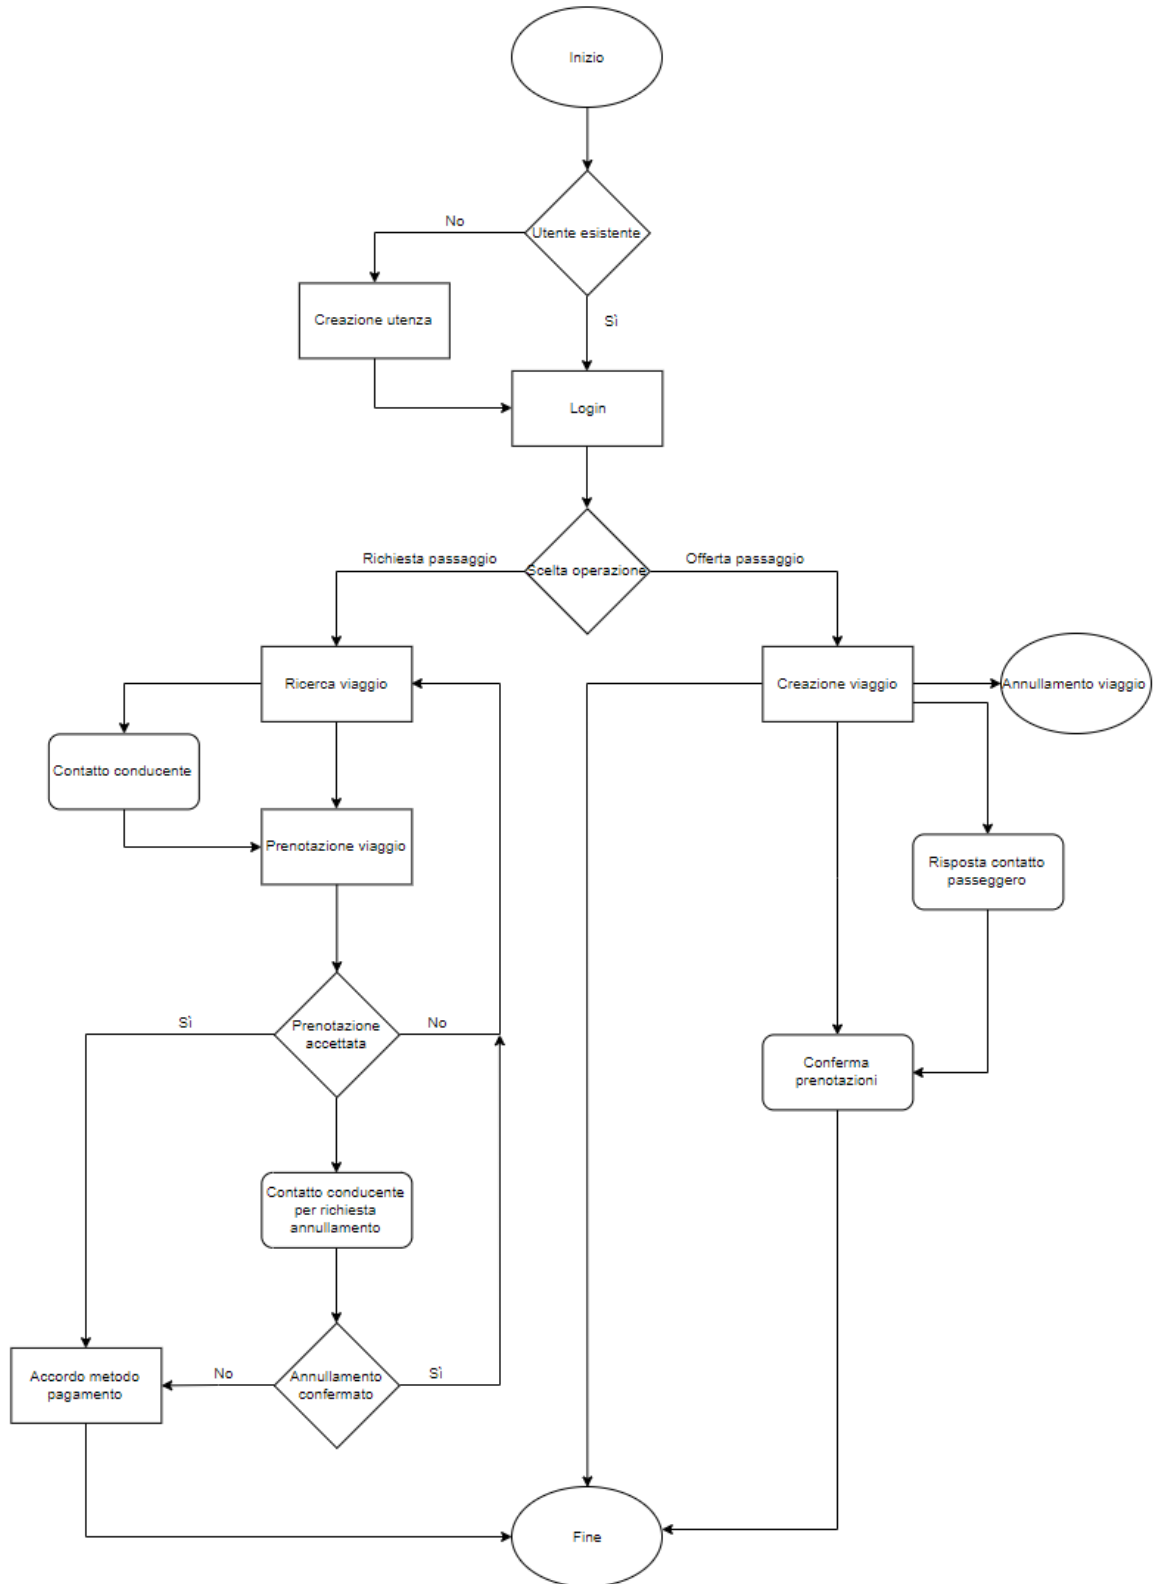 Inizio
No
Utente esistente
Creazione utenza
Sì
Login
Richiesta passaggio
Offerta passaggio
Scelta operazione
Ricerca viaggio
Creazione viaggio
Annullamento viaggio
Contatto conducente
Prenotazione viaggio
Risposta contatto
passeggero
Sì
Prenotazione
accettata
No
Conferma
prenotazioni
Contatto conducente
per richiesta
annullamento
Accordo metodo
pagamento
No
Annullamento
confermato
Sì
Fine